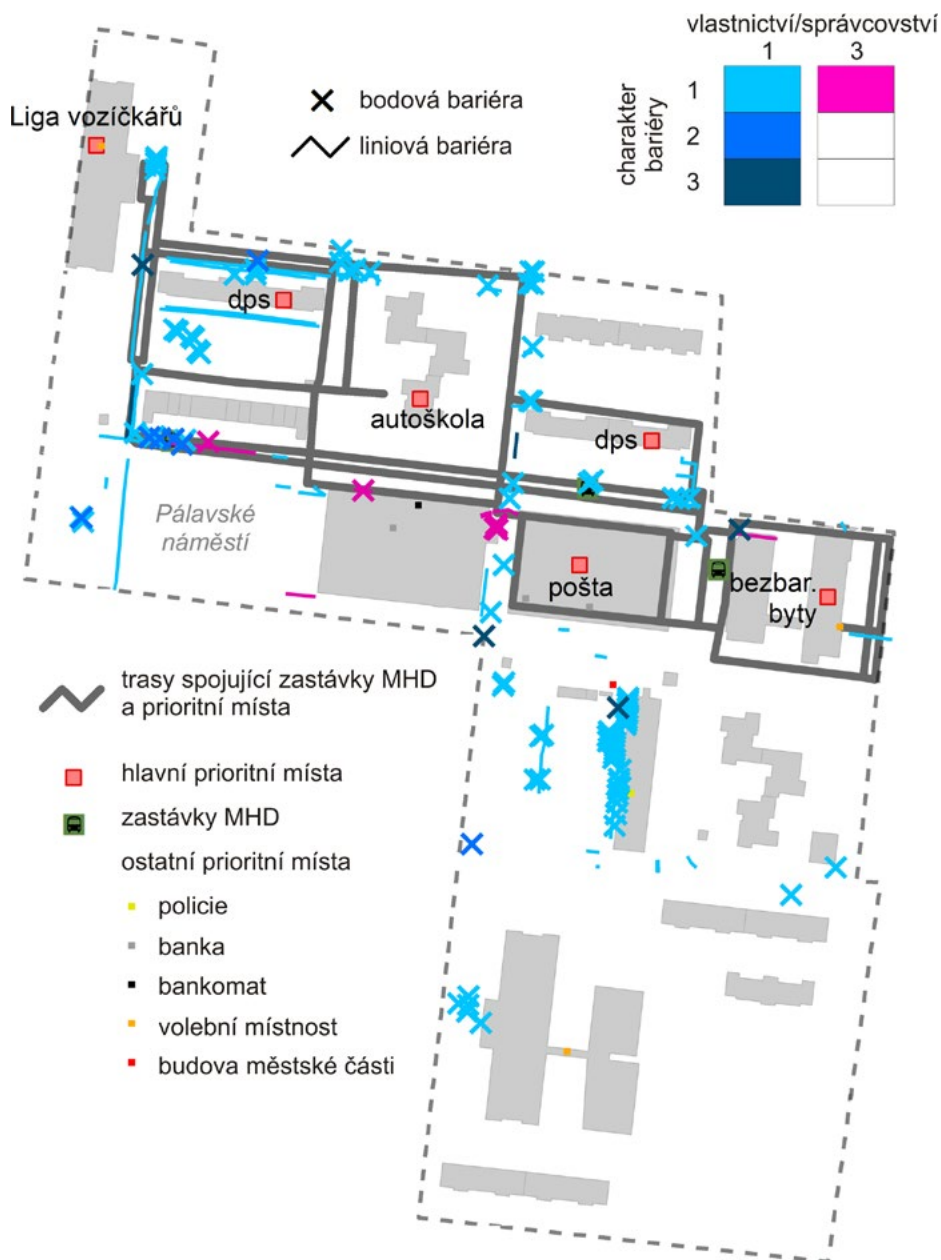 vlastnictví/správcovství
1 3
charakter
bariéry
1
2
3
bodová bariéra
liniová bariéra
Liga vozíčkářů
dps
autoškola
dps
Pálavské
náměstí
pošta
bezbar.
byty
trasy spojující zastávky MHD
a prioritní místa
hlavní prioritní místa
zastávky MHD
ostatní prioritní místa
policie
banka
bankomat
volební místnost
budova městské části